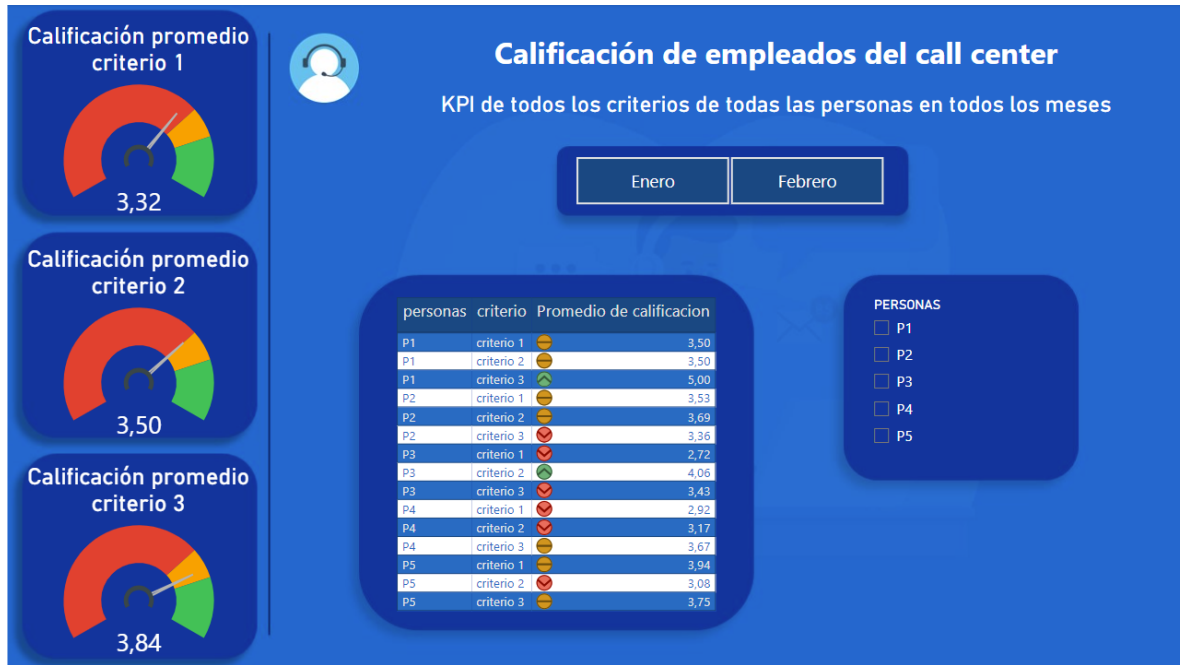 Calificación promedio
criterio 1
3,32
Calificación promedio
criterio 2
3,50
Calificación promedio
criterio 3
3,84
Calificación de empleados del call center
KPI de todos los criterios de todas las personas en todos los meses
Enero Febrero
personas criterio Promedio de calificacion
P1 criterio 1 3,50
P1 criterio 2 3,50
P1 criterio 3 5,00
P2 criterio 1 3,53
P2 criterio 2 3,69
P2 criterio 3 3,36
P3 criterio 1 2,72
P3 criterio 2 4,06
P3 criterio 3 3,43
P4 criterio 1 2,92
P4 criterio 2 3,17
P4 criterio 3 3,67
P5 criterio 1 3,94
P5 criterio 2 3,08
P5 criterio 3 3,75
PERSONAS
P1
P2
P3
P4
P5